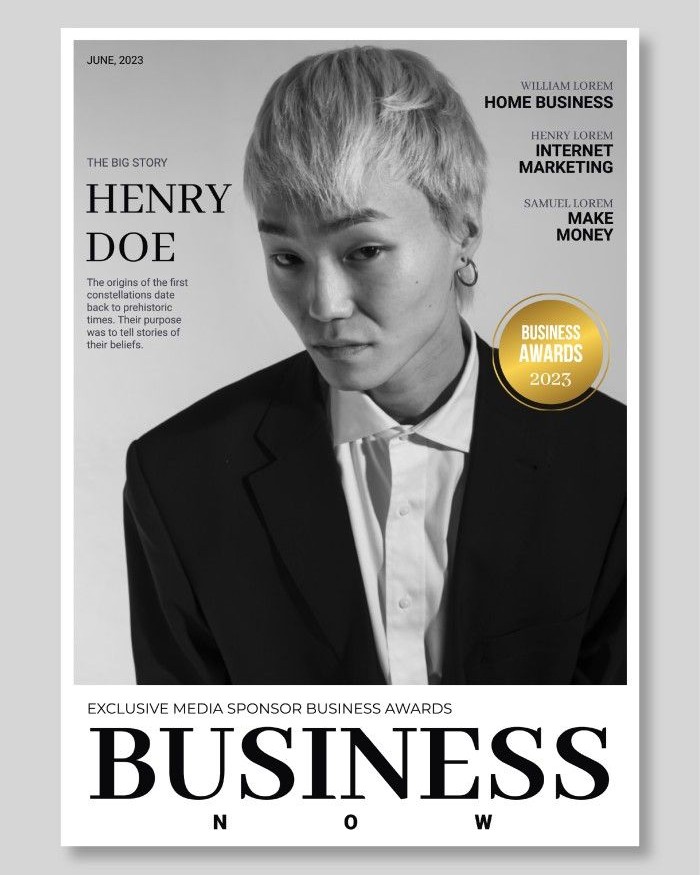 JUNE, 2023
THE BIG STORY
HENRY
DOE
The origins of the first
constellations date
back to prehistoric
times. Their purpose
was to tell stories of
their beliefs.
WILLIAM LOREM
HOME BUSINESS
HENRY LOREM
INTERNET
MARKETING
SAMUEL LOREM
MAKE
MONEY
BUSINESS
AWARDS
2023
EXCLUSIVE MEDIA SPONSOR BUSINESS AWARDS
BUSINESS
N O W